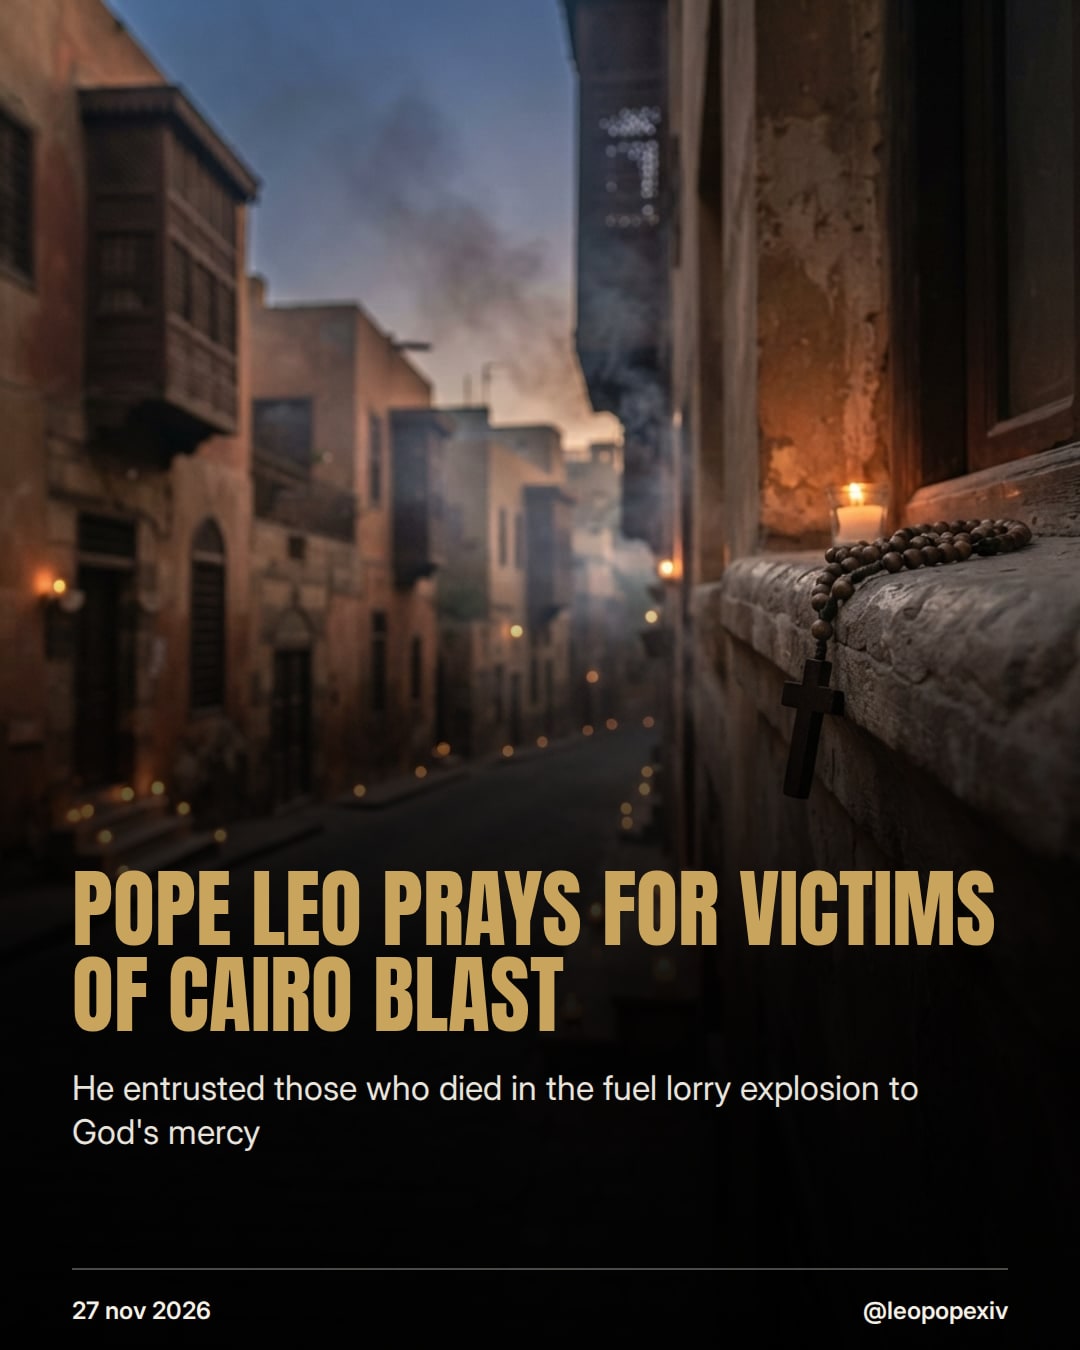 POPE LEO PRAYS FOR VICTIMS
OF CAIRO BLAST
He entrusted those who died in the fuel lorry explosion to
God's mercy
27 nov 2026
@leopopexiv